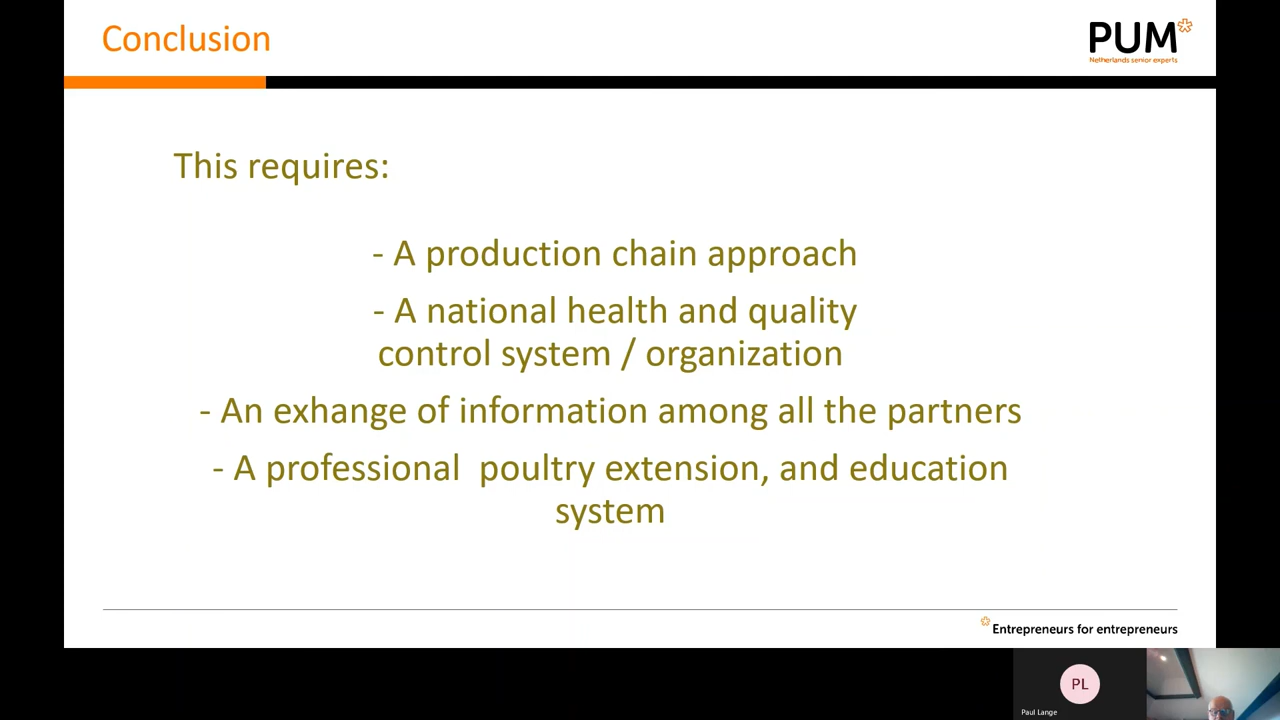 Conclusion
PUM
Netherlands senior experts
This requires:
- A production chain approach
- A national health and quality
control system / organization
- An exhange of information among all the partners
- A professional  poultry extension, and education
system
Entrepreneurs for entrepreneurs
PL
Paul Lange